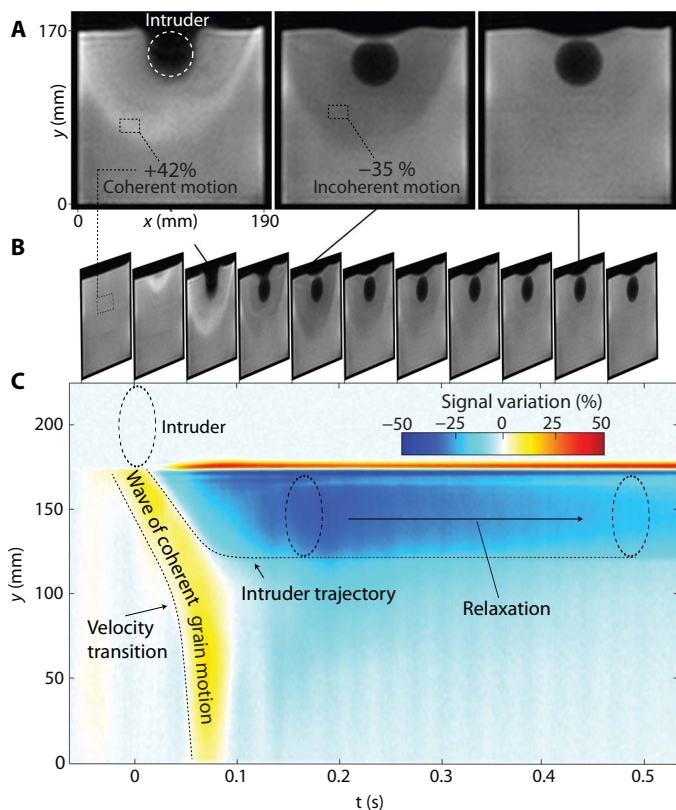 A
Intruder
170
y (mm)
0
+42%
Coherent motion
−35 %
Incoherent motion
0
x (mm)
190
B
C
Signal variation (%)
−50
−25
0
25
50
Intruder
200
150
100
50
0
y (mm)
Wave of coherent
grain motion
Velocity
transition
Intruder trajectory
Relaxation
0
0.1
0.2
0.3
0.4
0.5
t (s)